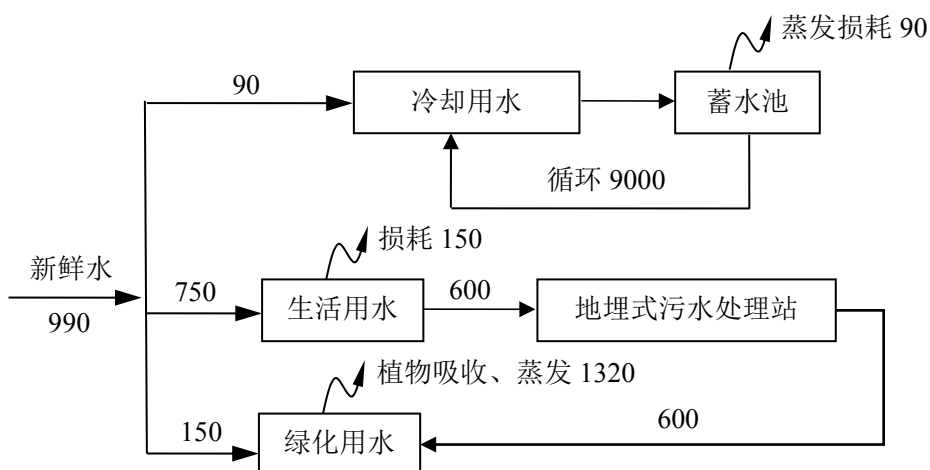 蒸发损耗 90
90
冷却用水
蓄水池
循环 9000
损耗 150
新鲜水
990
750
生活用水
600
地埋式污水处理站
植物吸收、蒸发 1320
150
绿化用水
600